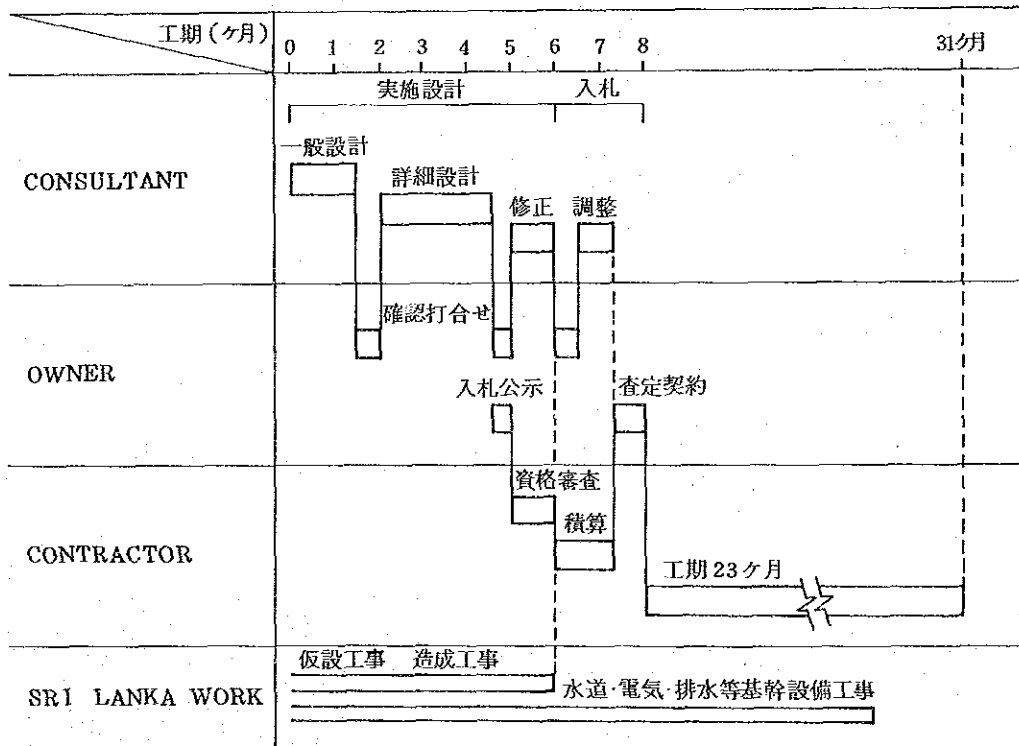 工期(ケ月)
0 1 2 3 4 5 6 7 8 31ケ月
実施設計 入札
一般設計
CONSULTANT
詳細設計
修正 調整
確認打合せ
OWNER
入札公示 査定契約
資格審査
積算
CONTRACTOR
工期23ケ月
仮設工事 造成工事
水道·電気·排水等基幹設備工事
SRI LANKA WORK